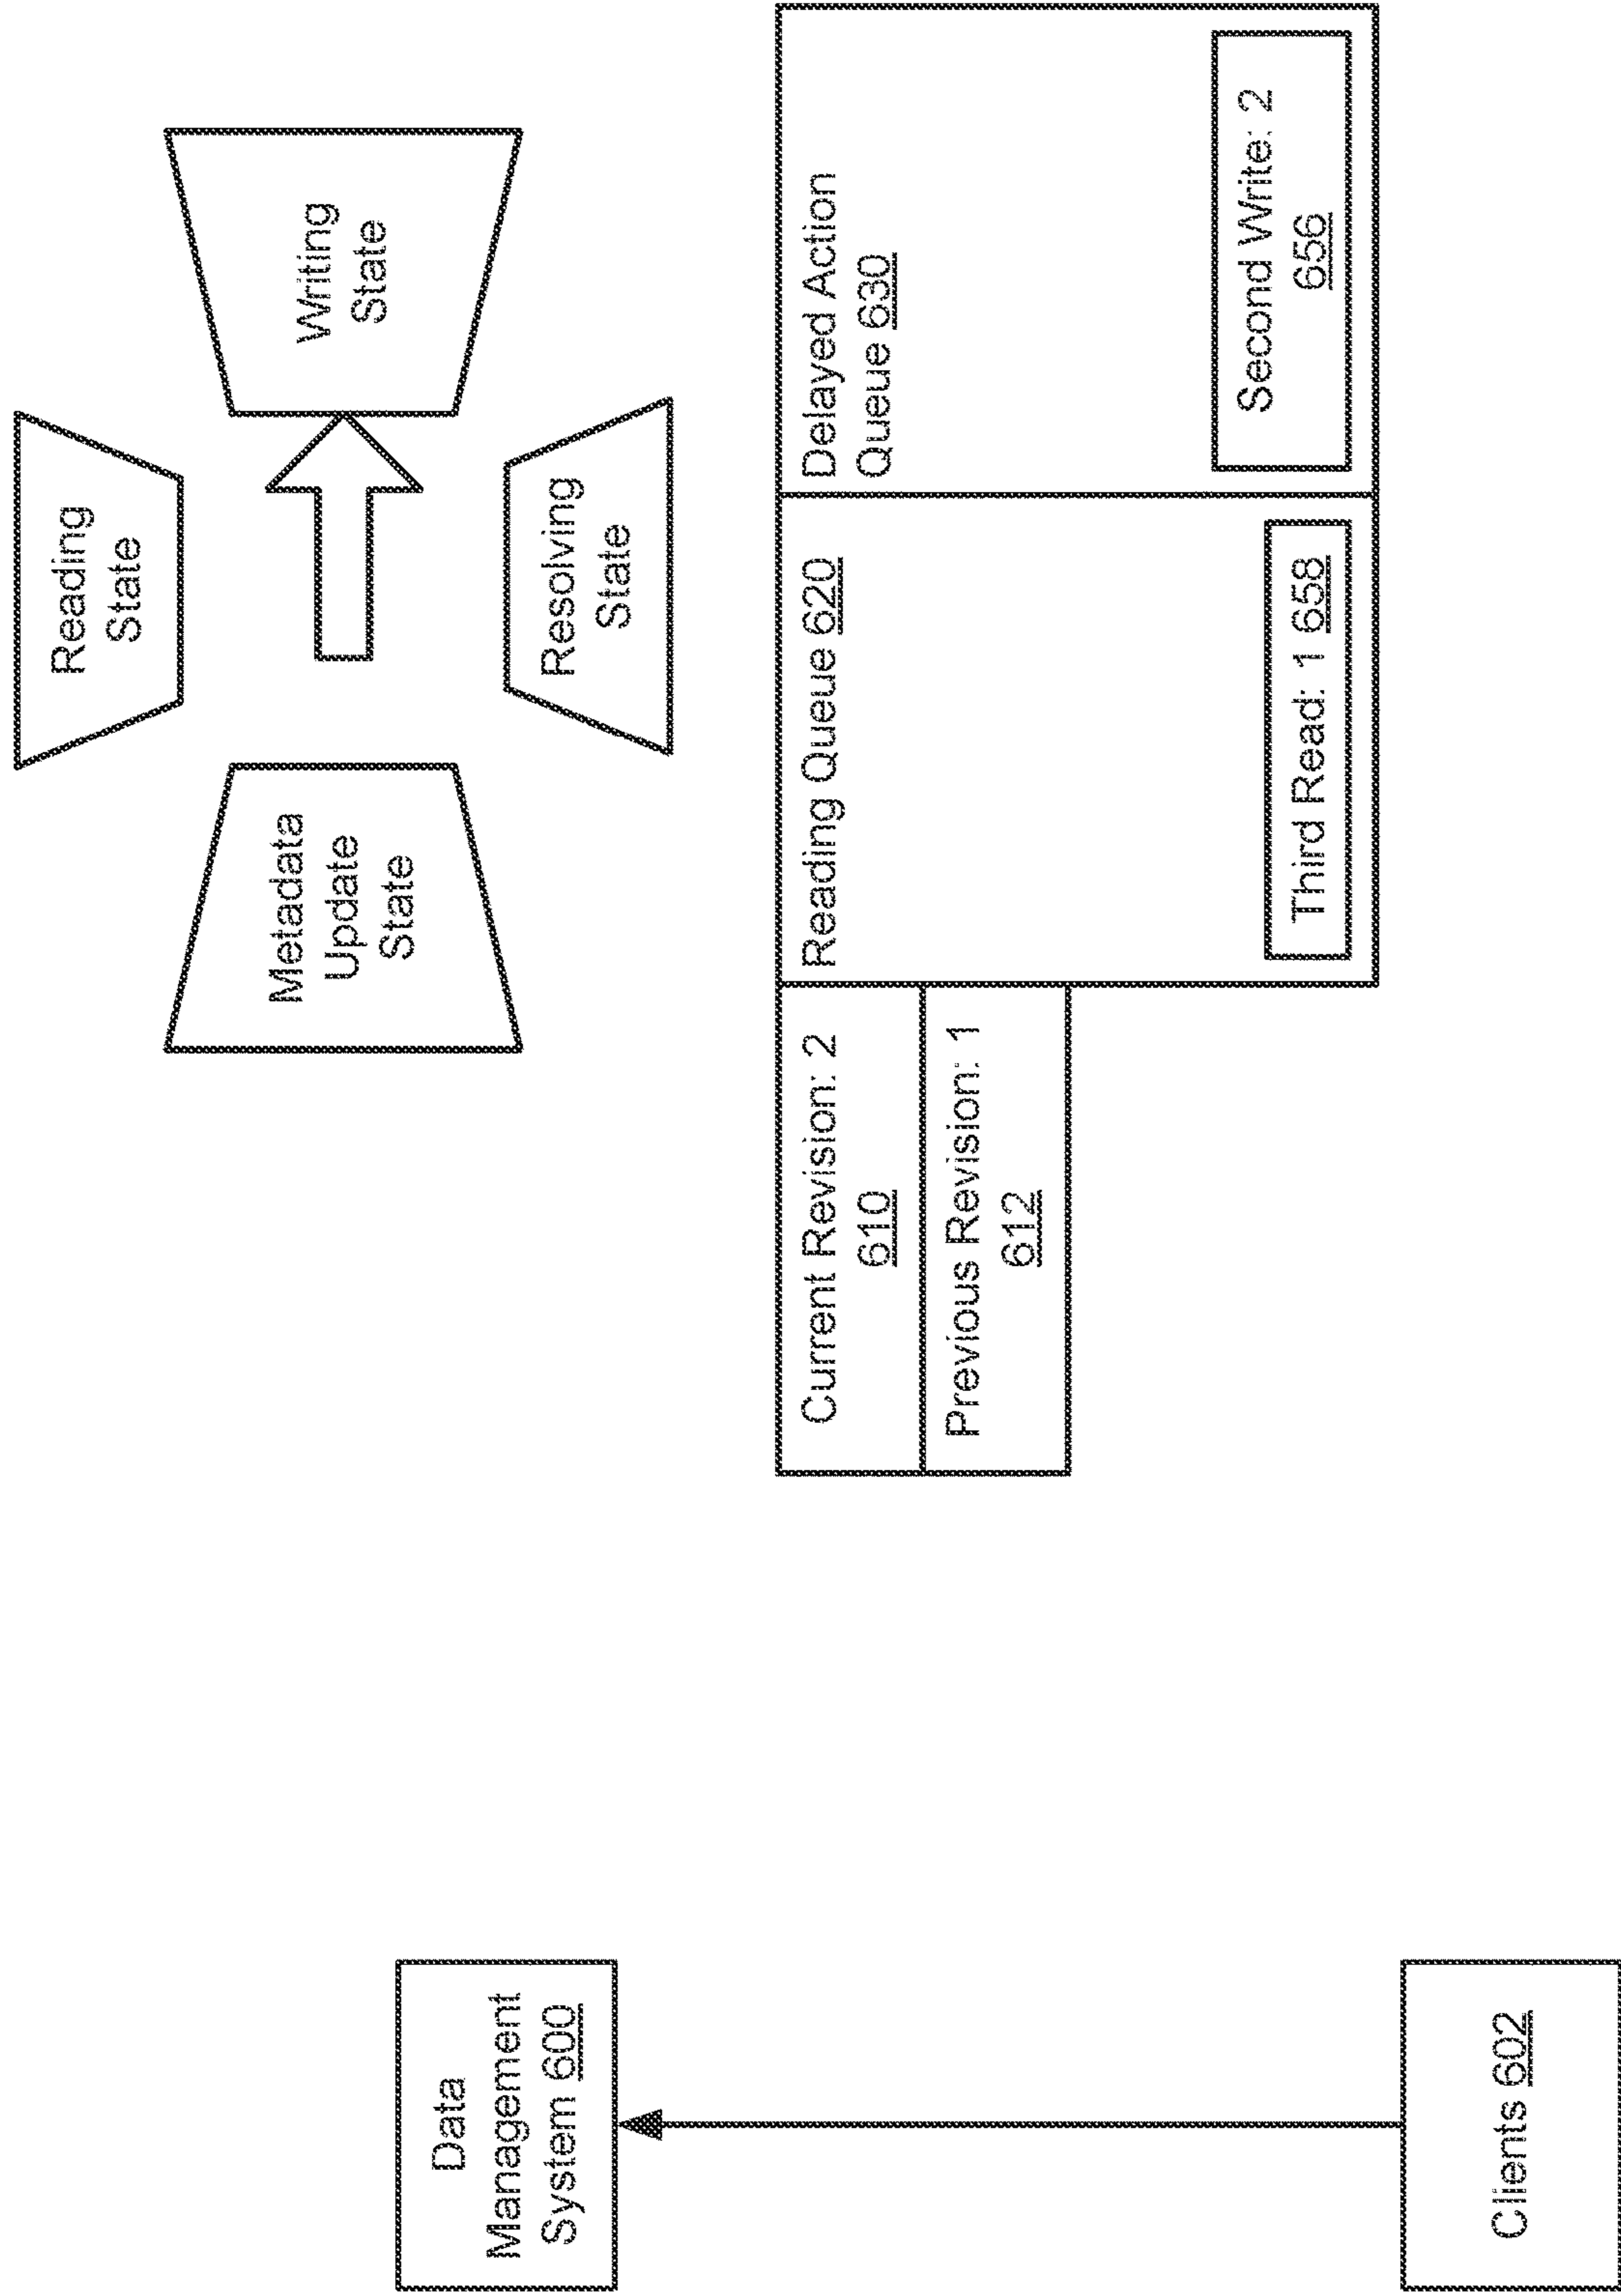 Data
Management
System 600
Clients 602
Reading
State
Metadata
Update
State
Writing
State
Resolving
State
Current Revision: 2
610
Previous Revision: 1
612
Reading Queue 620
Third Read: 1 658
Delayed Action
Queue 630
Second Write: 2
656